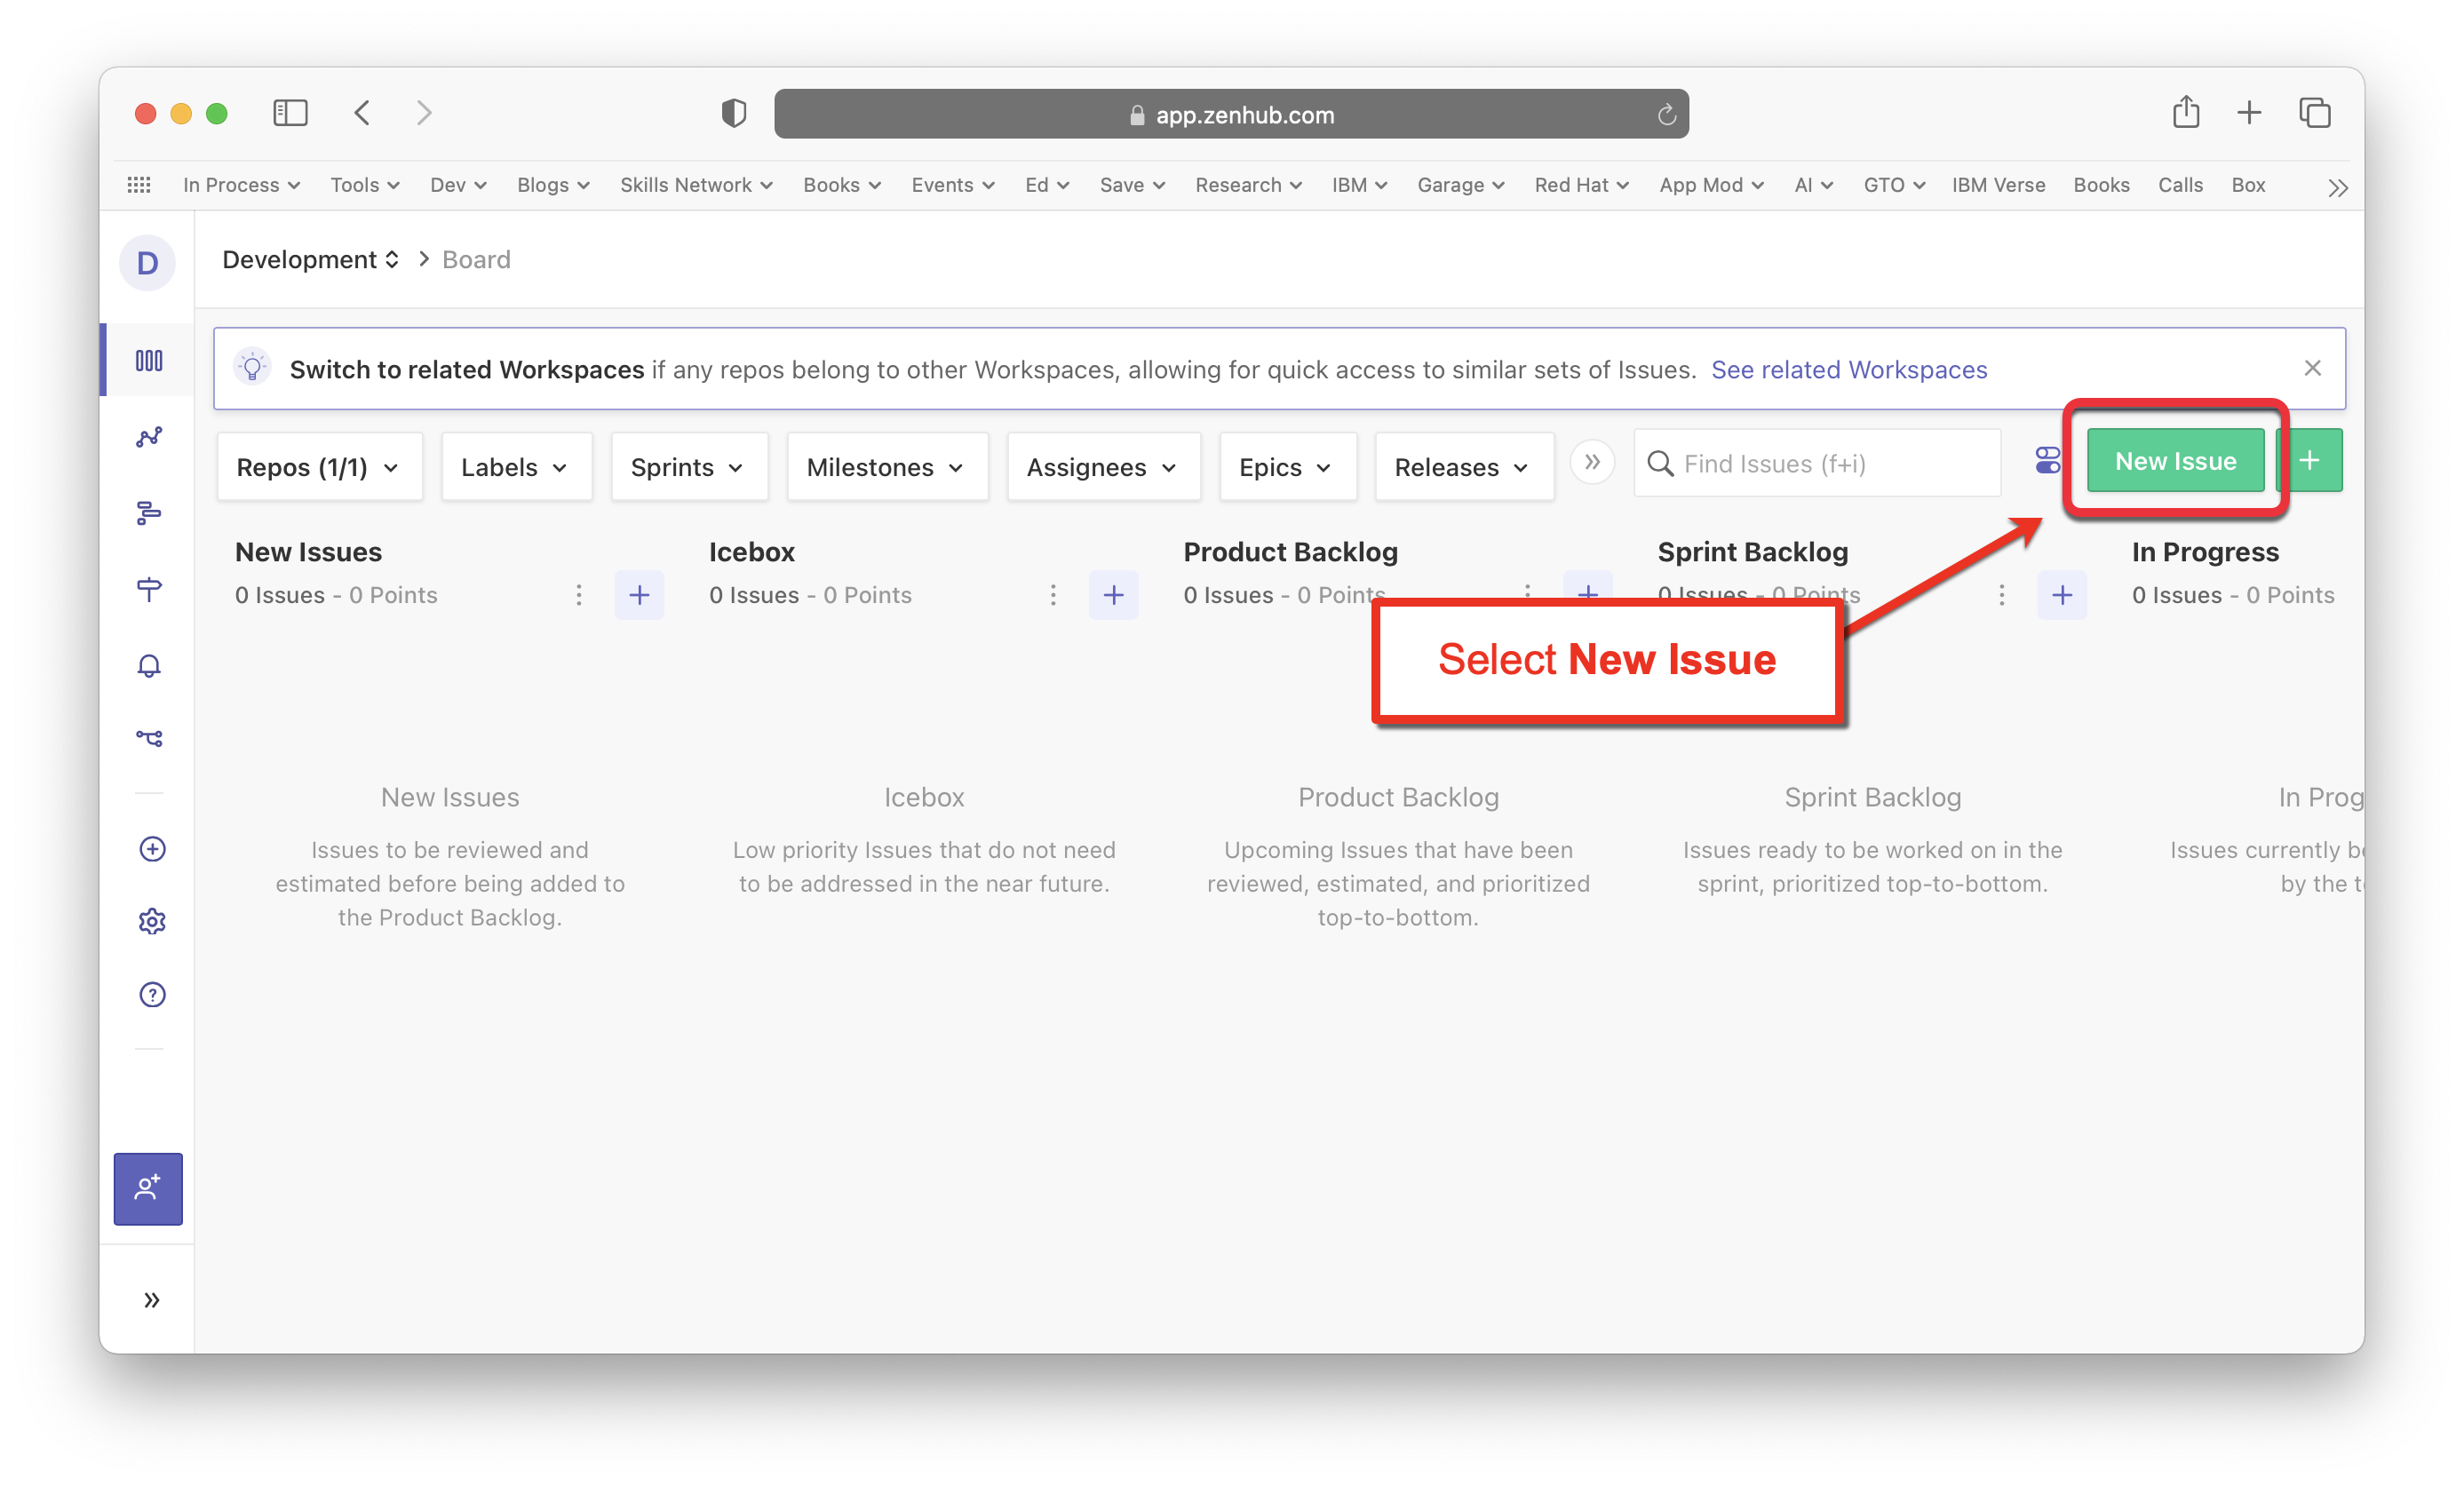 app.zenhub.com
In Process Tools Dev Blogs Skills Network Books Events Ed Save Research IBM Garage Red Hat App Mod AI GTO IBM Verse Books Calls Box
D
Development > Board
Switch to related Workspaces if any repos belong to other Workspaces, allowing for quick access to similar sets of Issues. See related Workspaces
Repos (1/1) Labels Sprints Milestones Assignees Epics Releases Find Issues (f+i) New Issue +
New Issues
0 Issues - 0 Points
Icebox
0 Issues - 0 Points
Product Backlog
0 Issues - 0 Points
Sprint Backlog
0 Issues - 0 Points
In Progress
0 Issues - 0 Points
Select New Issue
New Issues
Issues to be reviewed and
estimated before being added to
the Product Backlog.
Icebox
Low priority Issues that do not need
to be addressed in the near future.
Product Backlog
Upcoming Issues that have been
reviewed, estimated, and prioritized
top-to-bottom.
Sprint Backlog
Issues ready to be worked on in the
sprint, prioritized top-to-bottom.
In Prog
Issues currently
by the